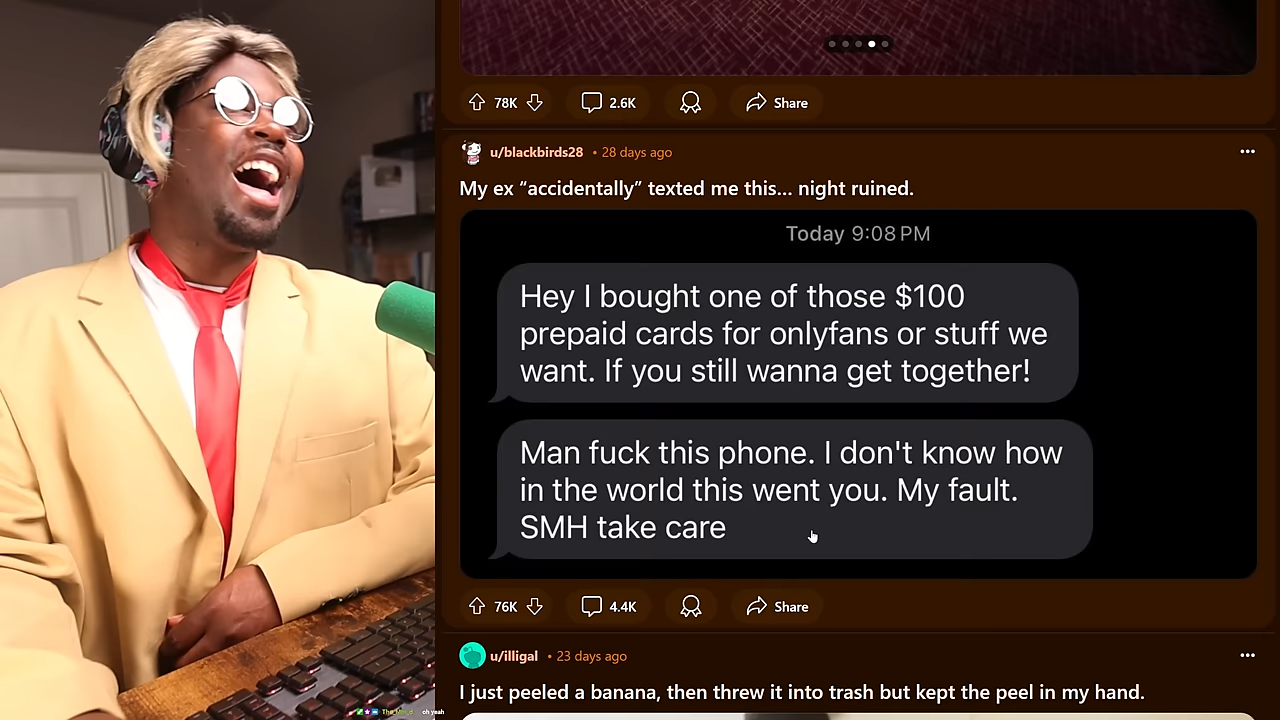 78K
2.6K
Share
u/blackbirds28 • 28 days ago
My ex “accidentally” texted me this... night ruined.
Today 9:08 PM
Hey I bought one of those $100
prepaid cards for onlyfans or stuff we
want. If you still wanna get together!
Man fuck this phone. I don't know how
in the world this went you. My fault.
SMH take care
76K
4.4K
Share
u/illigal • 23 days ago
I just peeled a banana, then threw it into trash but kept the peel in my hand.
oh yeah